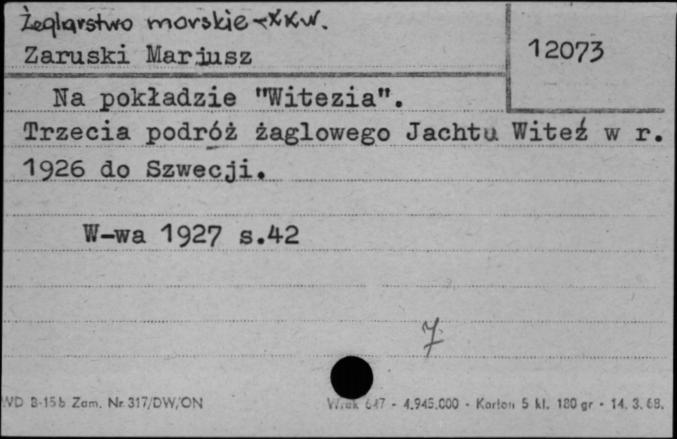 Żeglarstwo morskie - XX w.
Zaruski Mariusz
12073
Na pokładzie "Witezia".
Trzecia podróż żaglowego Jachtu Witeź w r.
1926 do Szwecji.
W-wa 1927 s.42
7
WD B-15b Zam. Nr 317/DW/ON
647 - 4.945.000 - Karton 5 kl. 180 gr - 14. 3. 68.